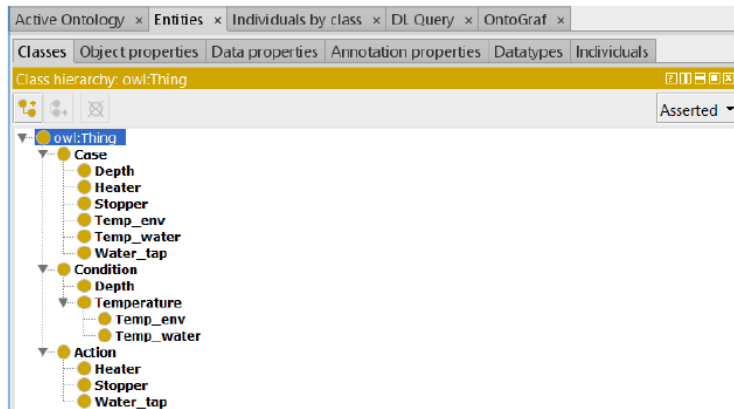 Active Ontology × Entities × Individuals by class × DL Query × OntoGraf ×
Classes Object properties Data properties Annotation properties Datatypes Individuals
Class hierarchy: owl:Thing
Asserted
owl:Thing
Case
Depth
Heater
Stopper
Temp_env
Temp_water
Water_tap
Condition
Depth
Temperature
Temp_env
Temp_water
Action
Heater
Stopper
Water_tap